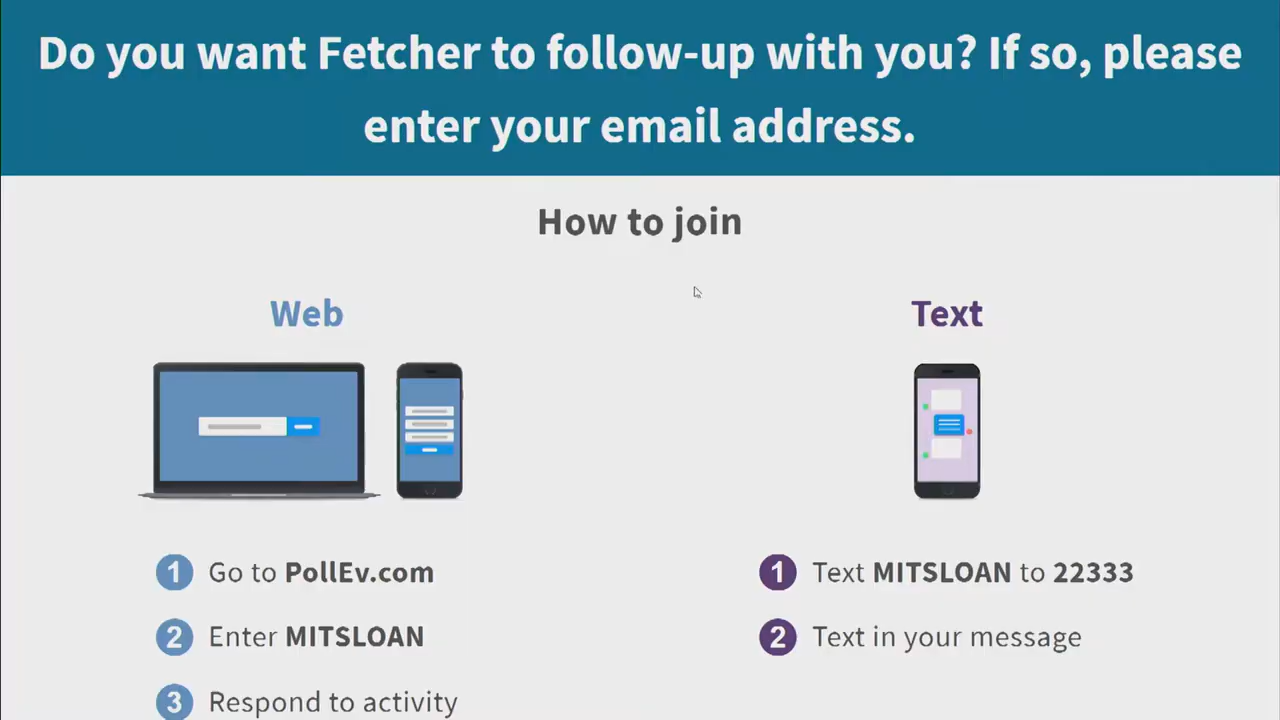 Do you want Fetcher to follow-up with you? If so, please
enter your email address.
How to join
Web
1 Go to PollEv.com
2 Enter MITSLOAN
3 Respond to activity
Text
1 Text MITSLOAN to 22333
2 Text in your message